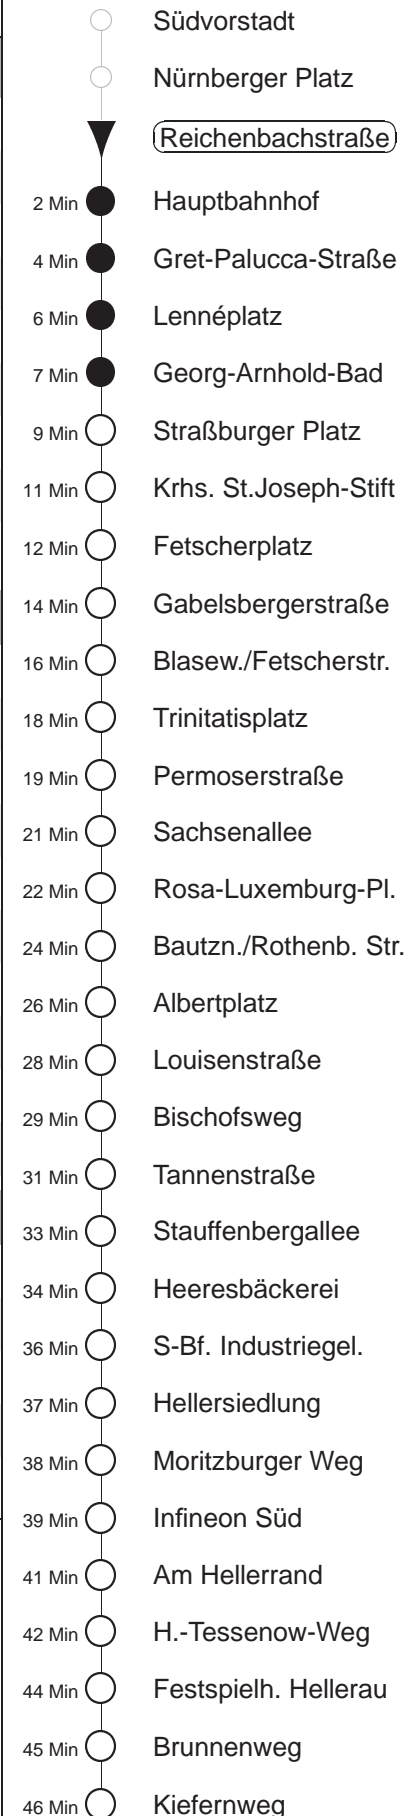 Südvorstadt
Nürnberger Platz
Reichenbachstraße
2 Min Hauptbahnhof
4 Min Gret-Palucca-Straße
6 Min Lennéplatz
7 Min Georg-Arnhold-Bad
9 Min Straßburger Platz
11 Min Krhs. St.Joseph-Stift
12 Min Fetscherplatz
14 Min Gabelsbergerstraße
16 Min Blasew./Fetscherstr.
18 Min Trinitatisplatz
19 Min Permoserstraße
21 Min Sachsenallee
22 Min Rosa-Luxemburg-Pl.
24 Min Bautzn./Rothenb. Str.
26 Min Albertplatz
28 Min Louisenstraße
29 Min Bischofsweg
31 Min Tannenstraße
33 Min Stauffenbergallee
34 Min Heeresbäckerei
36 Min S-Bf. Industriegel.
37 Min Hellersiedlung
38 Min Moritzburger Weg
39 Min Infineon Süd
41 Min Am Hellerrand
42 Min H.-Tessenow-Weg
44 Min Festspielh. Hellerau
45 Min Brunnenweg
46 Min Kiefernweg